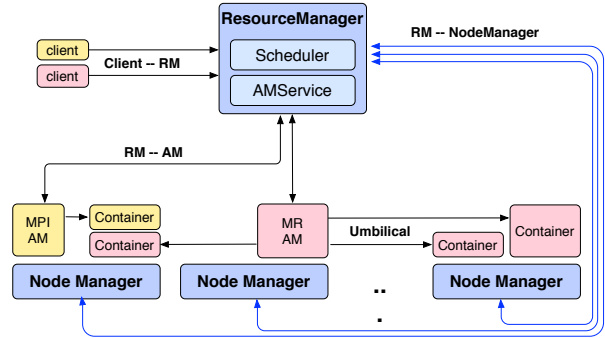 ResourceManager
Scheduler
AMService
client
client
Client -- RM
RM -- NodeManager
RM -- AM
MPI
AM
Container
Container
MR
AM
Umbilical
Container
Container
Node Manager
Node Manager
..
.
Node Manager